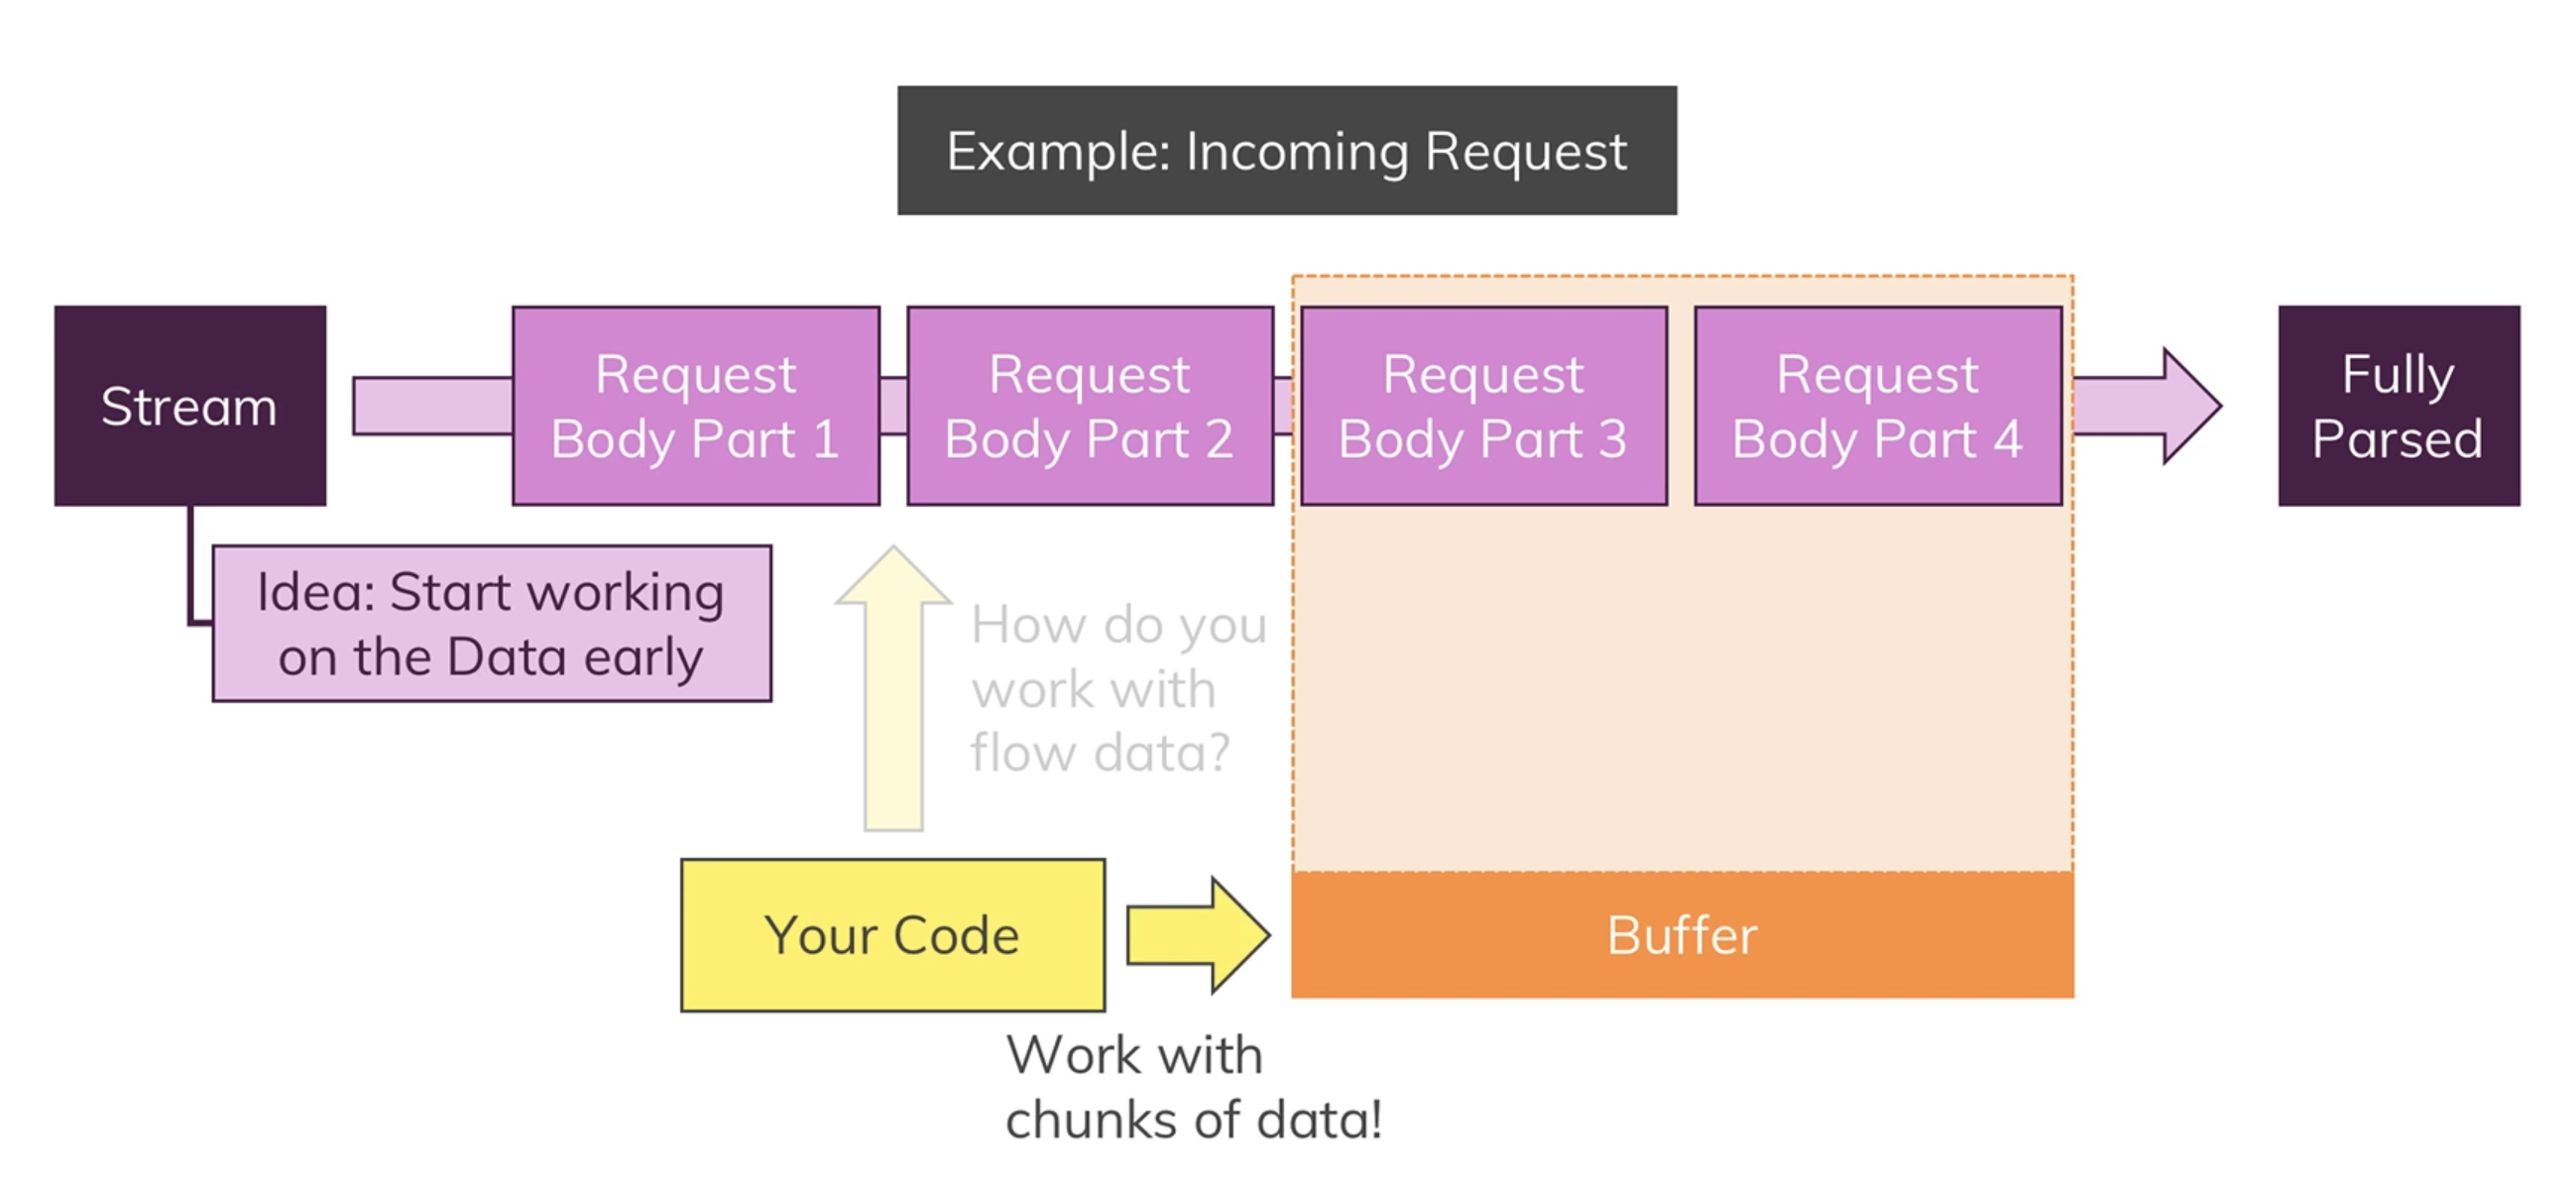 Example: Incoming Request
Stream
Request
Body Part 1
Request
Body Part 2
Request
Body Part 3
Request
Body Part 4
Fully
Parsed
Idea: Start working
on the Data early
How do you
work with
flow data?
Your Code
Buffer
Work with
chunks of data!